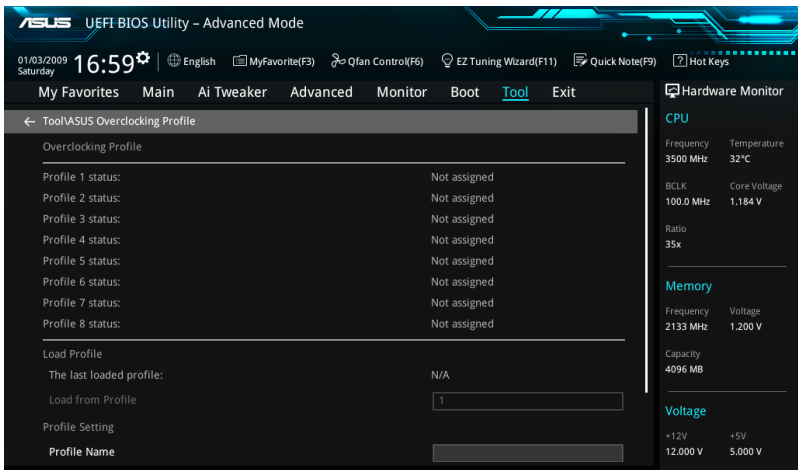 ASUS UEFI BIOS Utility – Advanced Mode
01/03/2009 Saturday 16:59 English MyFavorite(F3) Qfan Control(F6) EZ Tuning Wizard(F11) Quick Note(F9) ? Hot Keys
My Favorites Main Ai Tweaker Advanced Monitor Boot Tool Exit
Hardware Monitor
← Tool\ASUS Overclocking Profile
Overclocking Profile
Profile 1 status: Not assigned
Profile 2 status: Not assigned
Profile 3 status: Not assigned
Profile 4 status: Not assigned
Profile 5 status: Not assigned
Profile 6 status: Not assigned
Profile 7 status: Not assigned
Profile 8 status: Not assigned
Load Profile
The last loaded profile: N/A
Load from Profile 1
Profile Setting
Profile Name
CPU
Frequency Temperature
3500 MHz 32°C
BCLK Core Voltage
100.0 MHz 1.184 V
Ratio
35x
Memory
Frequency Voltage
2133 MHz 1.200 V
Capacity
4096 MB
Voltage
+12V +5V
12.000 V 5.000 V